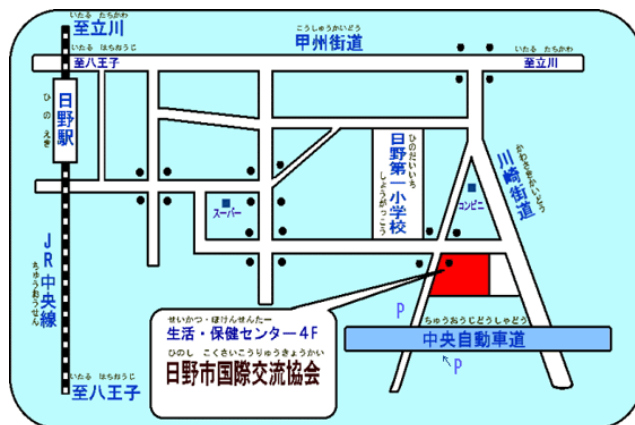 いたる たちかわ
至立川
こうしゅうかいどう
甲州街道
いたる はちおうじ
至八王子
いたる たちかわ
至立川
日野駅
ひの えき
ひのだいいち
日野第一小学校
しょうがっこう
川崎街道
かわさきかいどう
コンビニ
スーパー
JR中央線
ちゅうおうせん
せいかつ・ほけんせんたー
生活・保健センター4F
ひのし こくさいこうりゅうきょうかい
日野市国際交流協会
P
ちゅうおうじどうしゃどう
中央自動車道
P
いたる はちおうじ
至八王子